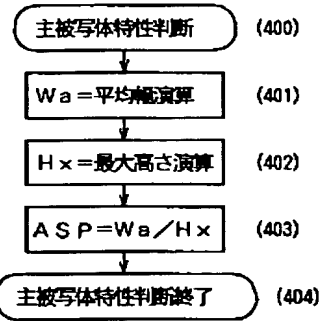 主被写体特性判断 (400)
Wa=平均幅演算 (401)
Hx=最大高さ演算 (402)
ASP=Wa/Hx (403)
主被写体特性判断終了 (404)